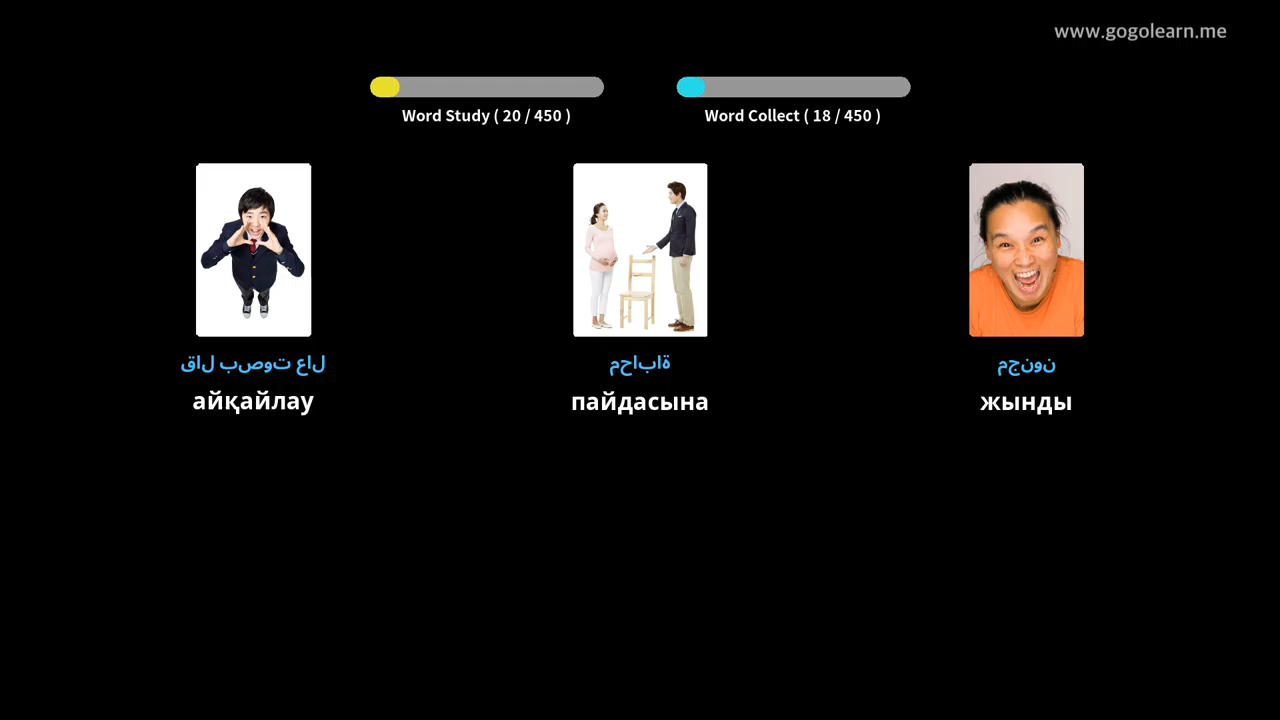 www.gogolearn.me
Word Study ( 20 / 450 )
Word Collect ( 18 / 450 )
قال بصوت عال
محاباة
مجنون
айқайлау
пайдасына
жынды